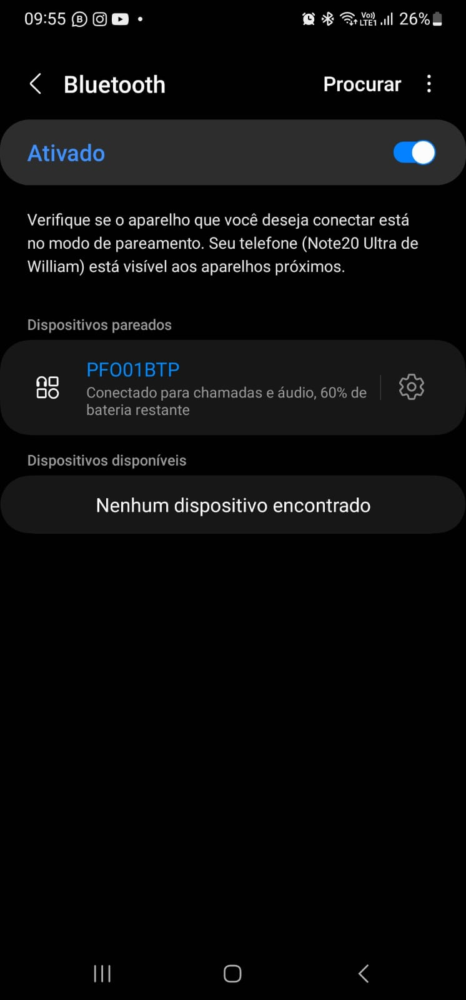 09:55
Vo))
LTE1
26%
Bluetooth
Procurar
Ativado
Verifique se o aparelho que você deseja conectar está
no modo de pareamento. Seu telefone (Note20 Ultra de
William) está visível aos aparelhos próximos.
Dispositivos pareados
PFO01BTP
Conectado para chamadas e áudio, 60% de
bateria restante
Dispositivos disponíveis
Nenhum dispositivo encontrado